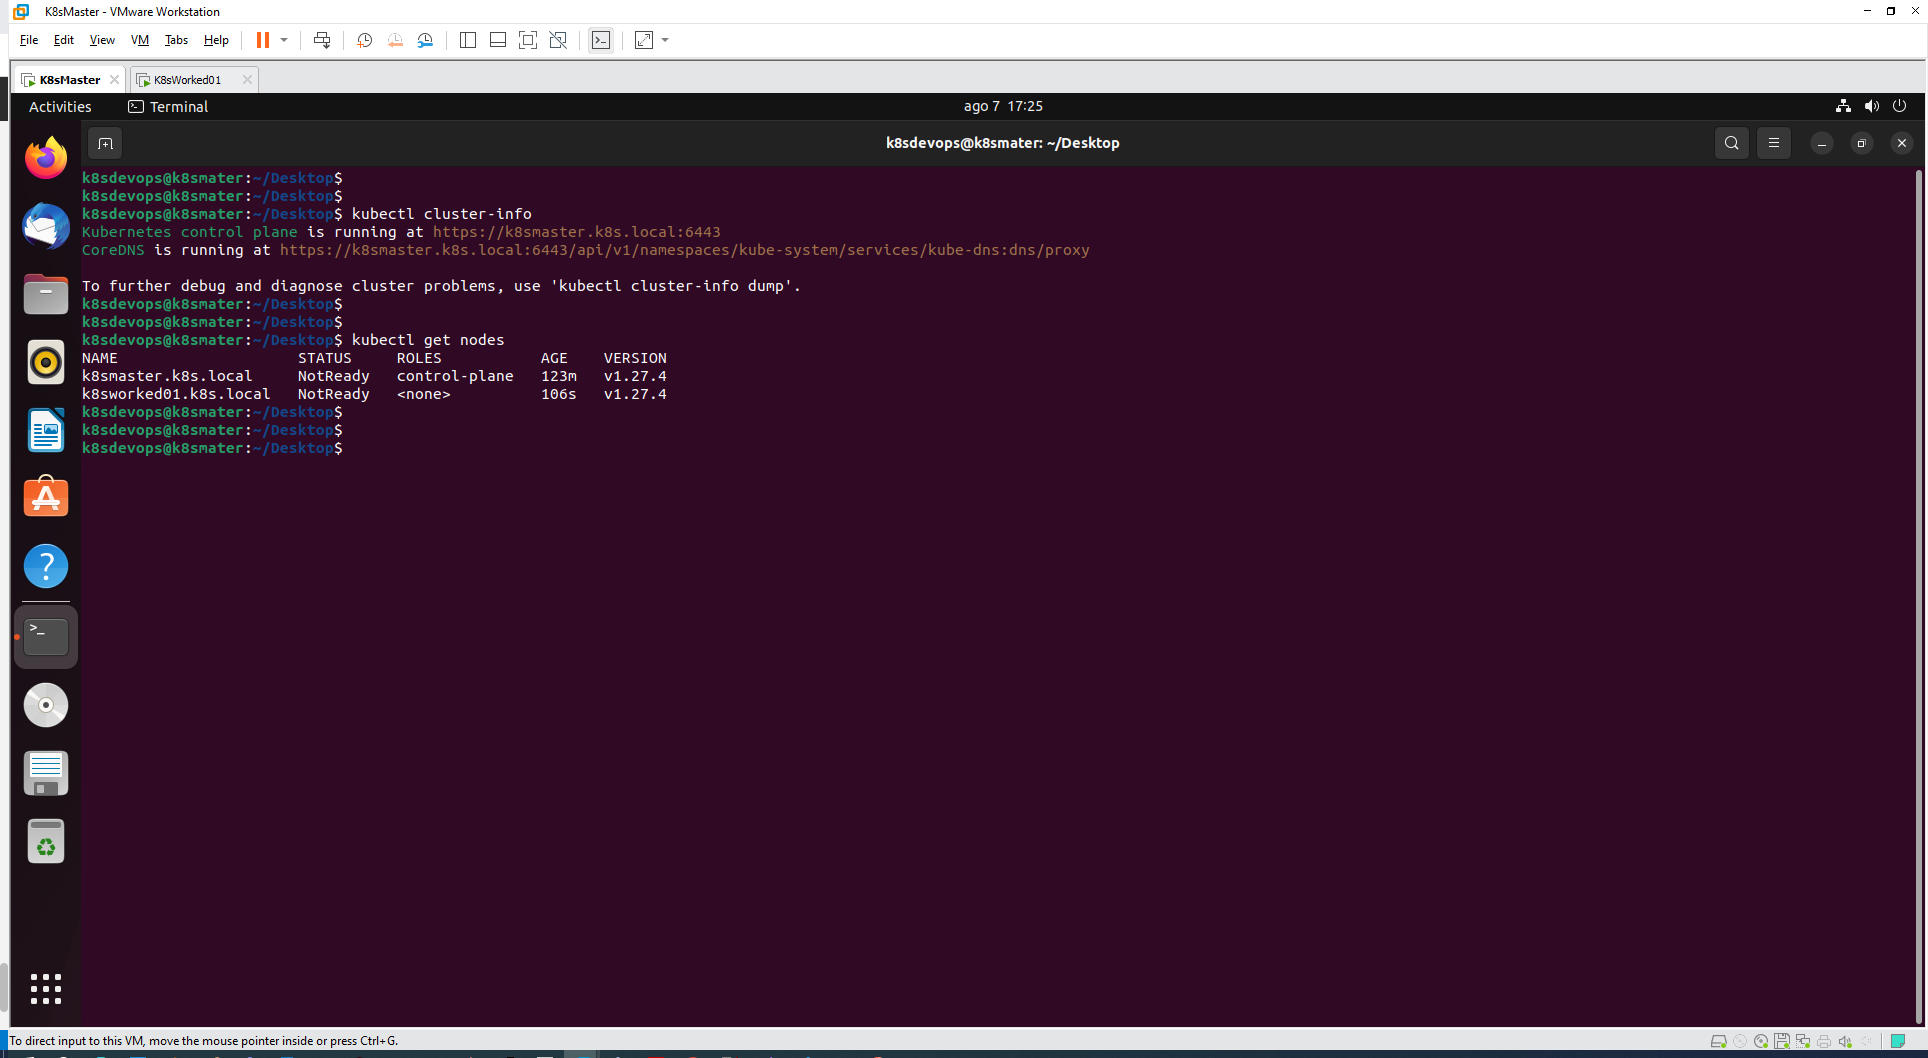 K8sMaster - VMware Workstation
File Edit View VM Tabs Help
K8sMaster K8sWorked01
Activities Terminal ago 7 17:25
k8sdevops@k8smater: ~/Desktop
k8sdevops@k8smater:~/Desktop$
k8sdevops@k8smater:~/Desktop$
k8sdevops@k8smater:~/Desktop$ kubectl cluster-info
Kubernetes control plane is running at https://k8smaster.k8s.local:6443
CoreDNS is running at https://k8smaster.k8s.local:6443/api/v1/namespaces/kube-system/services/kube-dns:dns/proxy
To further debug and diagnose cluster problems, use 'kubectl cluster-info dump'.
k8sdevops@k8smater:~/Desktop$
k8sdevops@k8smater:~/Desktop$
k8sdevops@k8smater:~/Desktop$ kubectl get nodes
NAME STATUS ROLES AGE VERSION
k8smaster.k8s.local NotReady control-plane 123m v1.27.4
k8sworked01.k8s.local NotReady <none> 106s v1.27.4
k8sdevops@k8smater:~/Desktop$
k8sdevops@k8smater:~/Desktop$
k8sdevops@k8smater:~/Desktop$
To direct input to this VM, move the mouse pointer inside or press Ctrl+G.